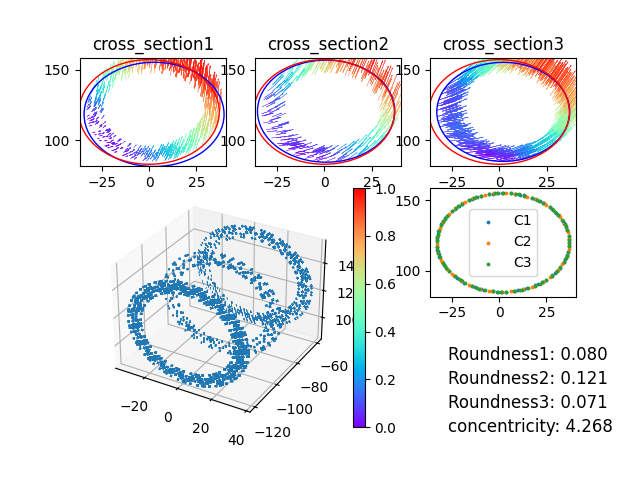 cross_section1 cross_section2 cross_section3
150 150 150
100 100 100
−25 0 25 −25 0 25 −25 0 25
1.0
0.8
0.6
0.4
0.2
0.0
−20 0 20 40
−120 −100 −80 −60
150
100
−25 0 25
C1
C2
C3
Roundness1: 0.080
Roundness2: 0.121
Roundness3: 0.071
concentricity: 4.268